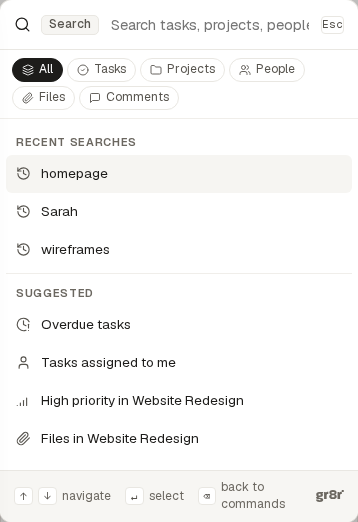 Search Search tasks, projects, people Esc
All Tasks Projects People
Files Comments
RECENT SEARCHES
homepage
Sarah
wireframes
SUGGESTED
Overdue tasks
Tasks assigned to me
High priority in Website Redesign
Files in Website Redesign
↑ ↓ navigate ↵ select ⌫ back to
commands
gr8r